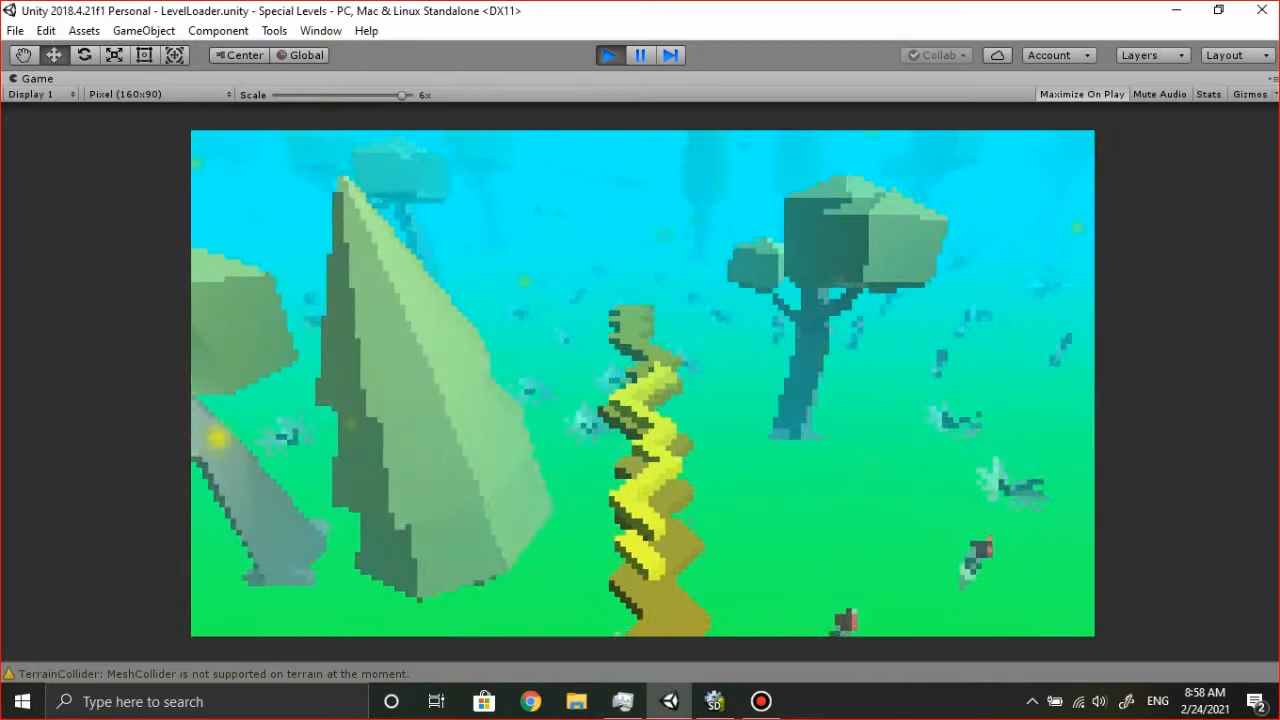 Unity 2018.4.21f1 Personal - LevelLoader.unity - Special Levels - PC, Mac & Linux Standalone <DX11>
File Edit Assets GameObject Component Tools Window Help
Center Global Collab Account Layers Layout
Game
Display 1 Pixel (160x90) Scale 6x Maximize On Play Mute Audio Stats Gizmos
TerrainCollider: MeshCollider is not supported on terrain at the moment.
Type here to search SD ENG 8:58 AM
2/24/2021 2